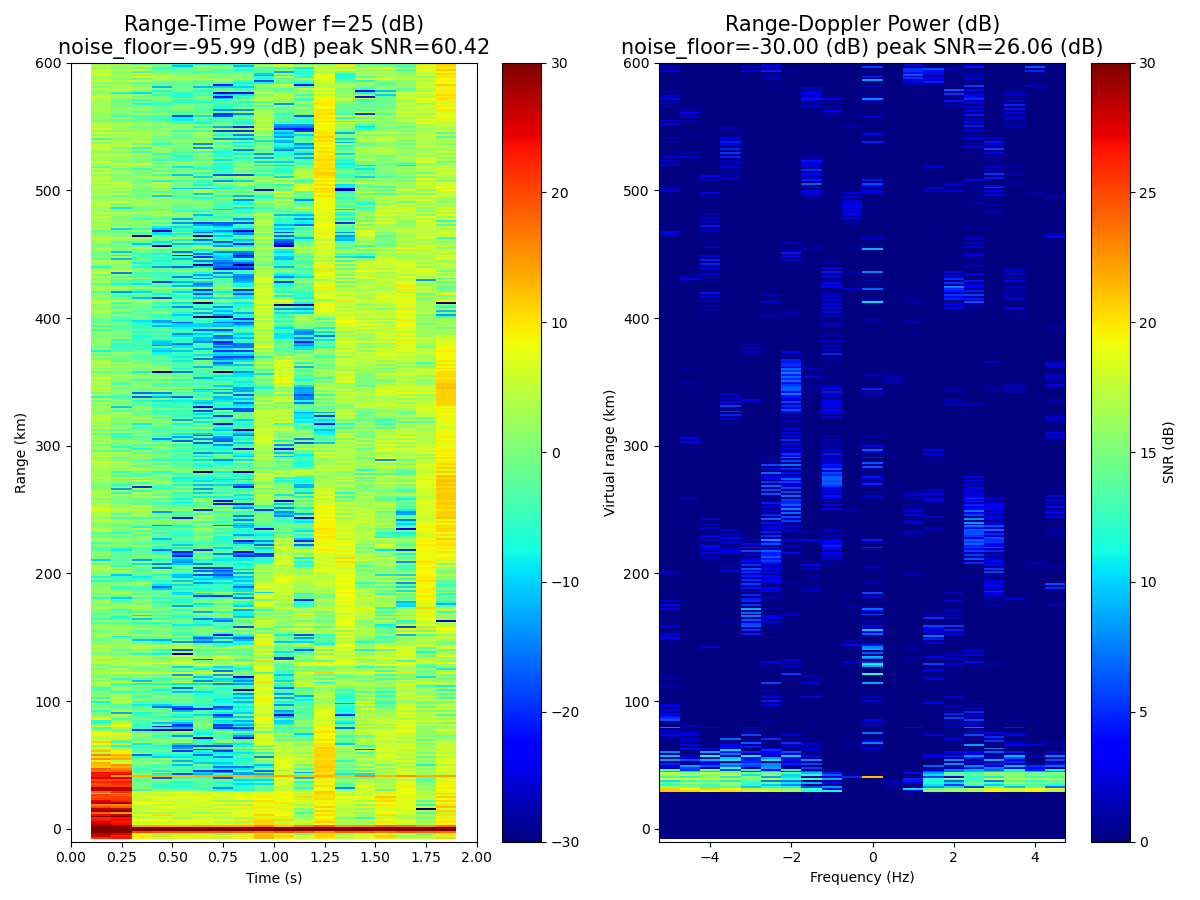 Range-Time Power f=25 (dB)
noise_floor=-95.99 (dB) peak SNR=60.42
600
500
400
300
200
100
0
Range (km)
0.00 0.25 0.50 0.75 1.00 1.25 1.50 1.75 2.00
Time (s)
30
20
10
0
−10
−20
−30
Range-Doppler Power (dB)
noise_floor=-30.00 (dB) peak SNR=26.06 (dB)
600
500
400
300
200
100
0
Virtual range (km)
−4 −2 0 2 4
Frequency (Hz)
30
25
20
15
10
5
0
SNR (dB)